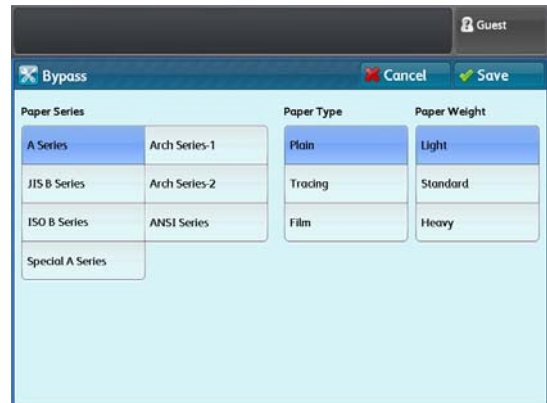 Guest
Bypass Cancel Save
Paper Series Paper Type Paper Weight
A Series Arch Series-1 Plain Light
JIS B Series Arch Series-2 Tracing Standard
ISO B Series ANSI Series Film Heavy
Special A Series